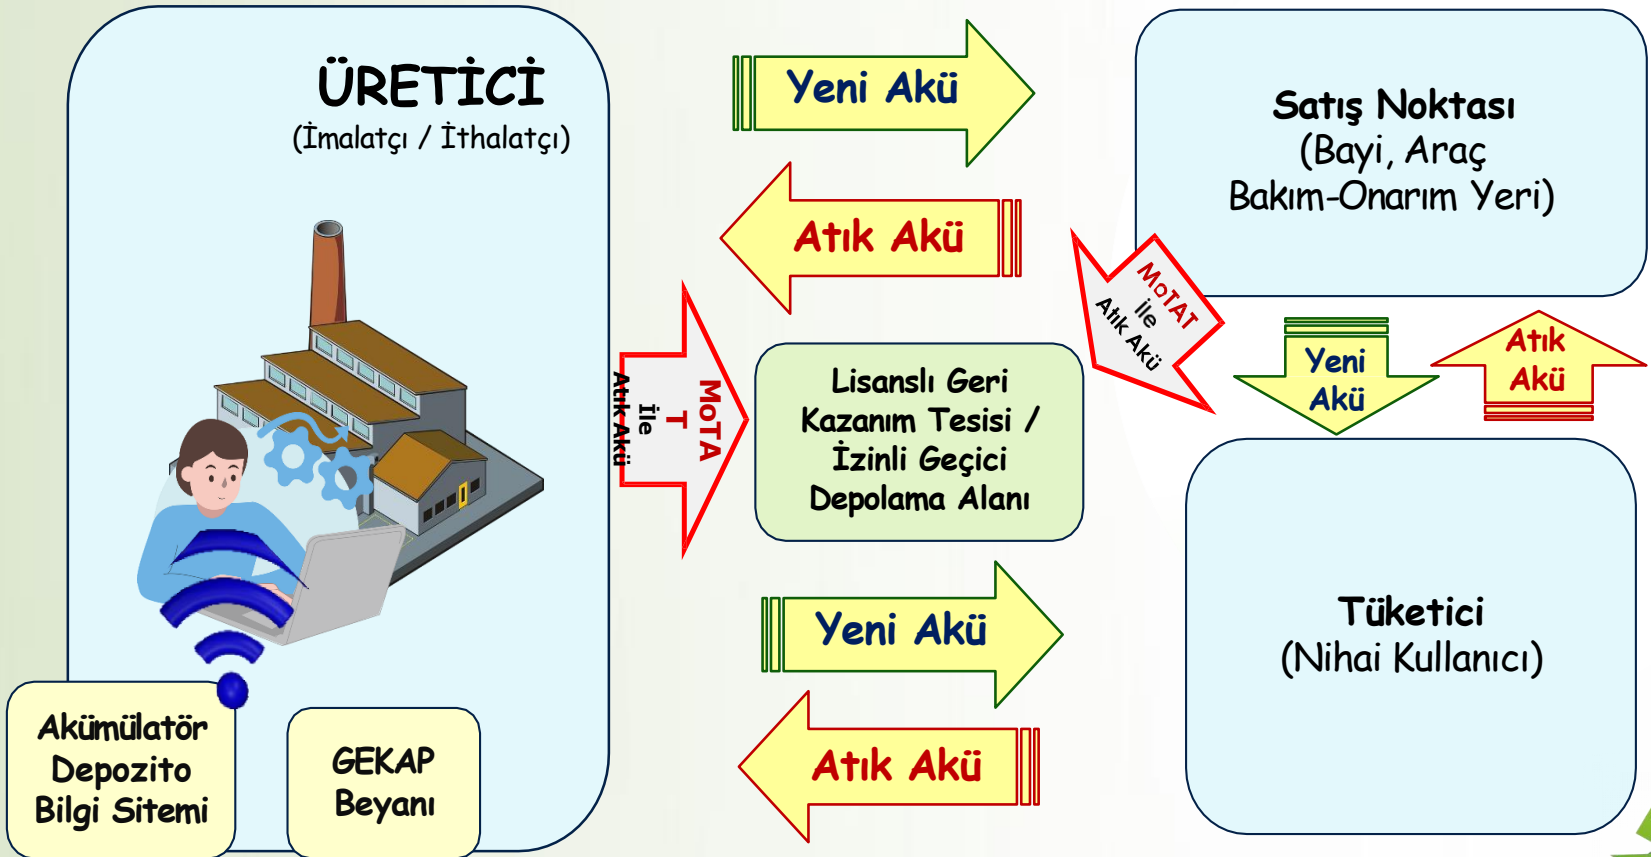 ÜRETİCİ
(İmalatçı / İthalatçı)
Yeni Akü
Atık Akü
Satış Noktası
(Bayi, Araç
Bakım-Onarım Yeri)
MoTAT
ile
Atık Akü
Yeni
Akü
Atık
Akü
MoTA
T
İle
Atık Akü
Lisanslı Geri
Kazanım Tesisi /
İzinli Geçici
Depolama Alanı
Yeni Akü
Atık Akü
Tüketici
(Nihai Kullanıcı)
Akümülatör
Depozito
Bilgi Sitemi
GEKAP
Beyanı